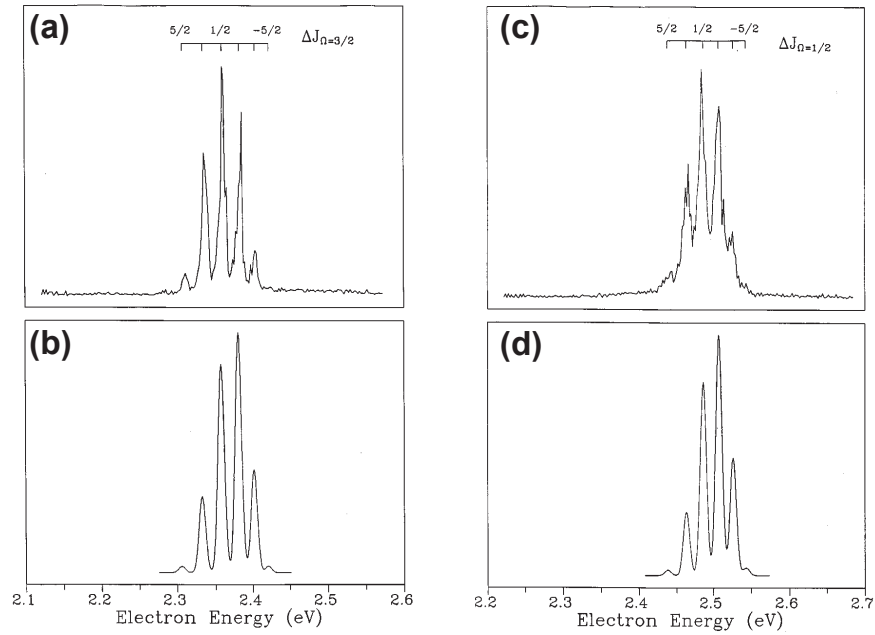 (a)
5/2 1/2 -5/2 ΔJΩ=3/2
(c)
5/2 1/2 -5/2 ΔJΩ=1/2
(b)
2.1 2.2 2.3 2.4 2.5 2.6
Electron Energy (eV)
(d)
2.2 2.3 2.4 2.5 2.6 2.7
Electron Energy (eV)